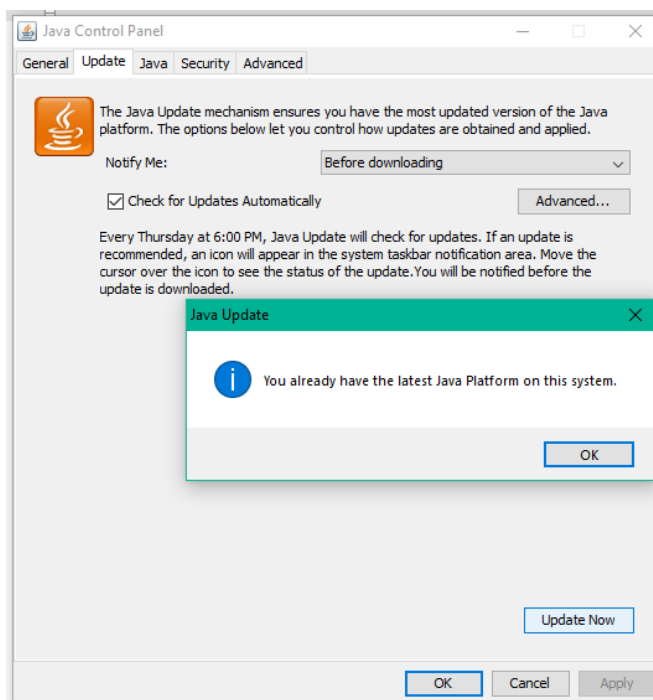 Java Control Panel
General Update Java Security Advanced
The Java Update mechanism ensures you have the most updated version of the Java
platform. The options below let you control how updates are obtained and applied.
Notify Me: Before downloading
Check for Updates Automatically Advanced...
Every Thursday at 6:00 PM, Java Update will check for updates. If an update is
recommended, an icon will appear in the system taskbar notification area. Move the
cursor over the icon to see the status of the update.You will be notified before the
update is downloaded.
Java Update
You already have the latest Java Platform on this system.
OK
Update Now
OK Cancel Apply